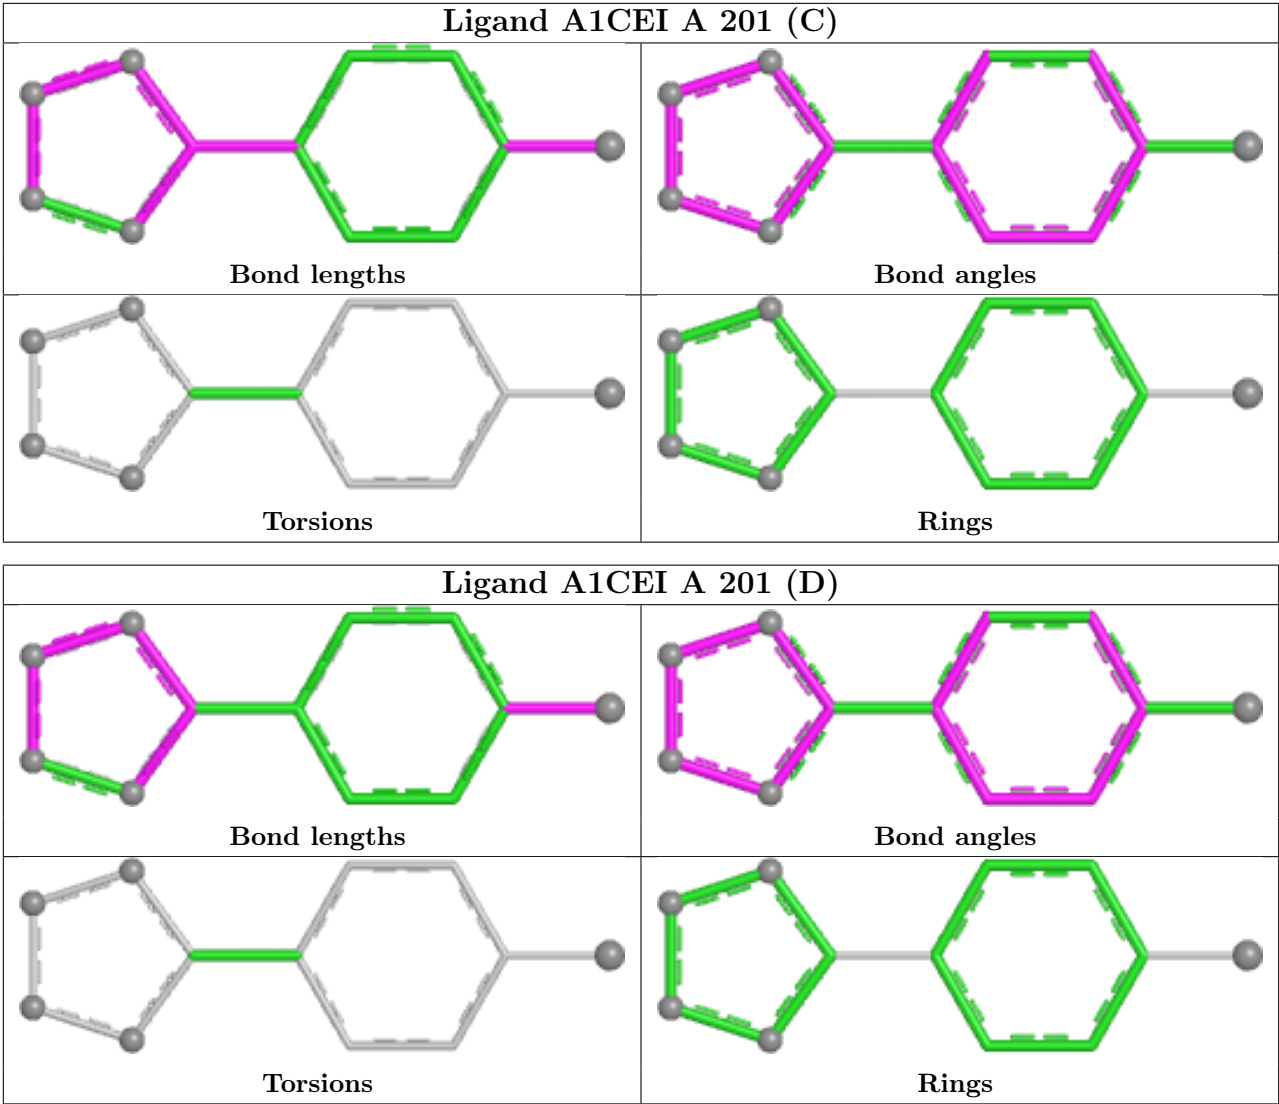 Ligand A1CEI A 201 (C)
Bond lengths
Bond angles
Torsions
Rings
Ligand A1CEI A 201 (D)
Bond lengths
Bond angles
Torsions
Rings